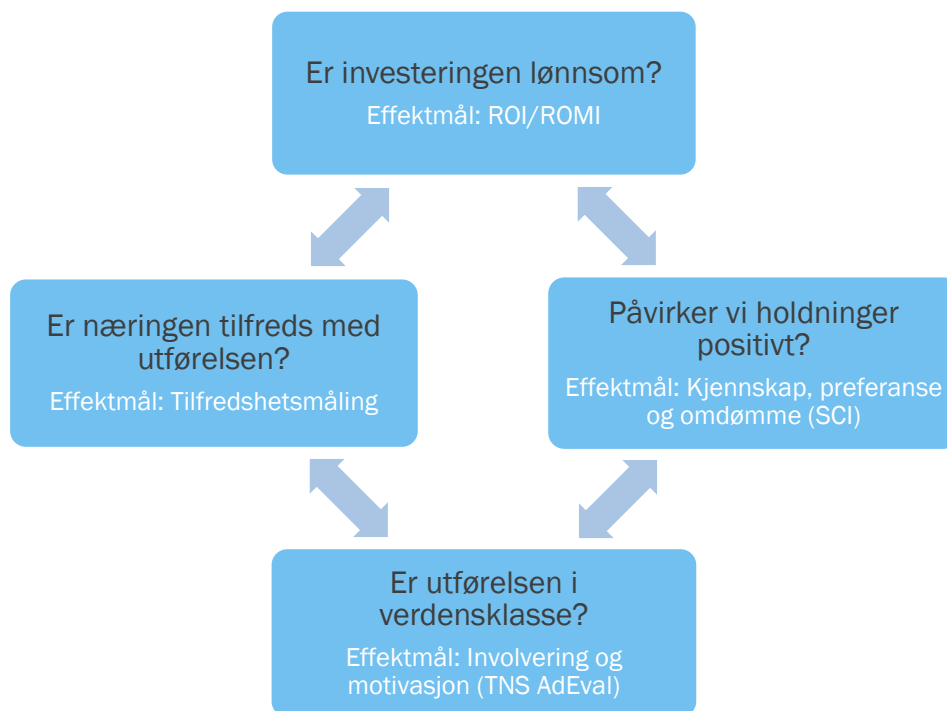 Er investeringen lønnsom?
Effektmål: ROI/ROMI
Er næringen tilfreds med
utførelsen?
Effektmål: Tilfredshetsmåling
Påvirker vi holdninger
positivt?
Effektmål: Kjennskap, preferanse
og omdømme (SCI)
Er utførelsen i
verdensklasse?
Effektmål: Involvering og
motivasjon (TNS AdEval)